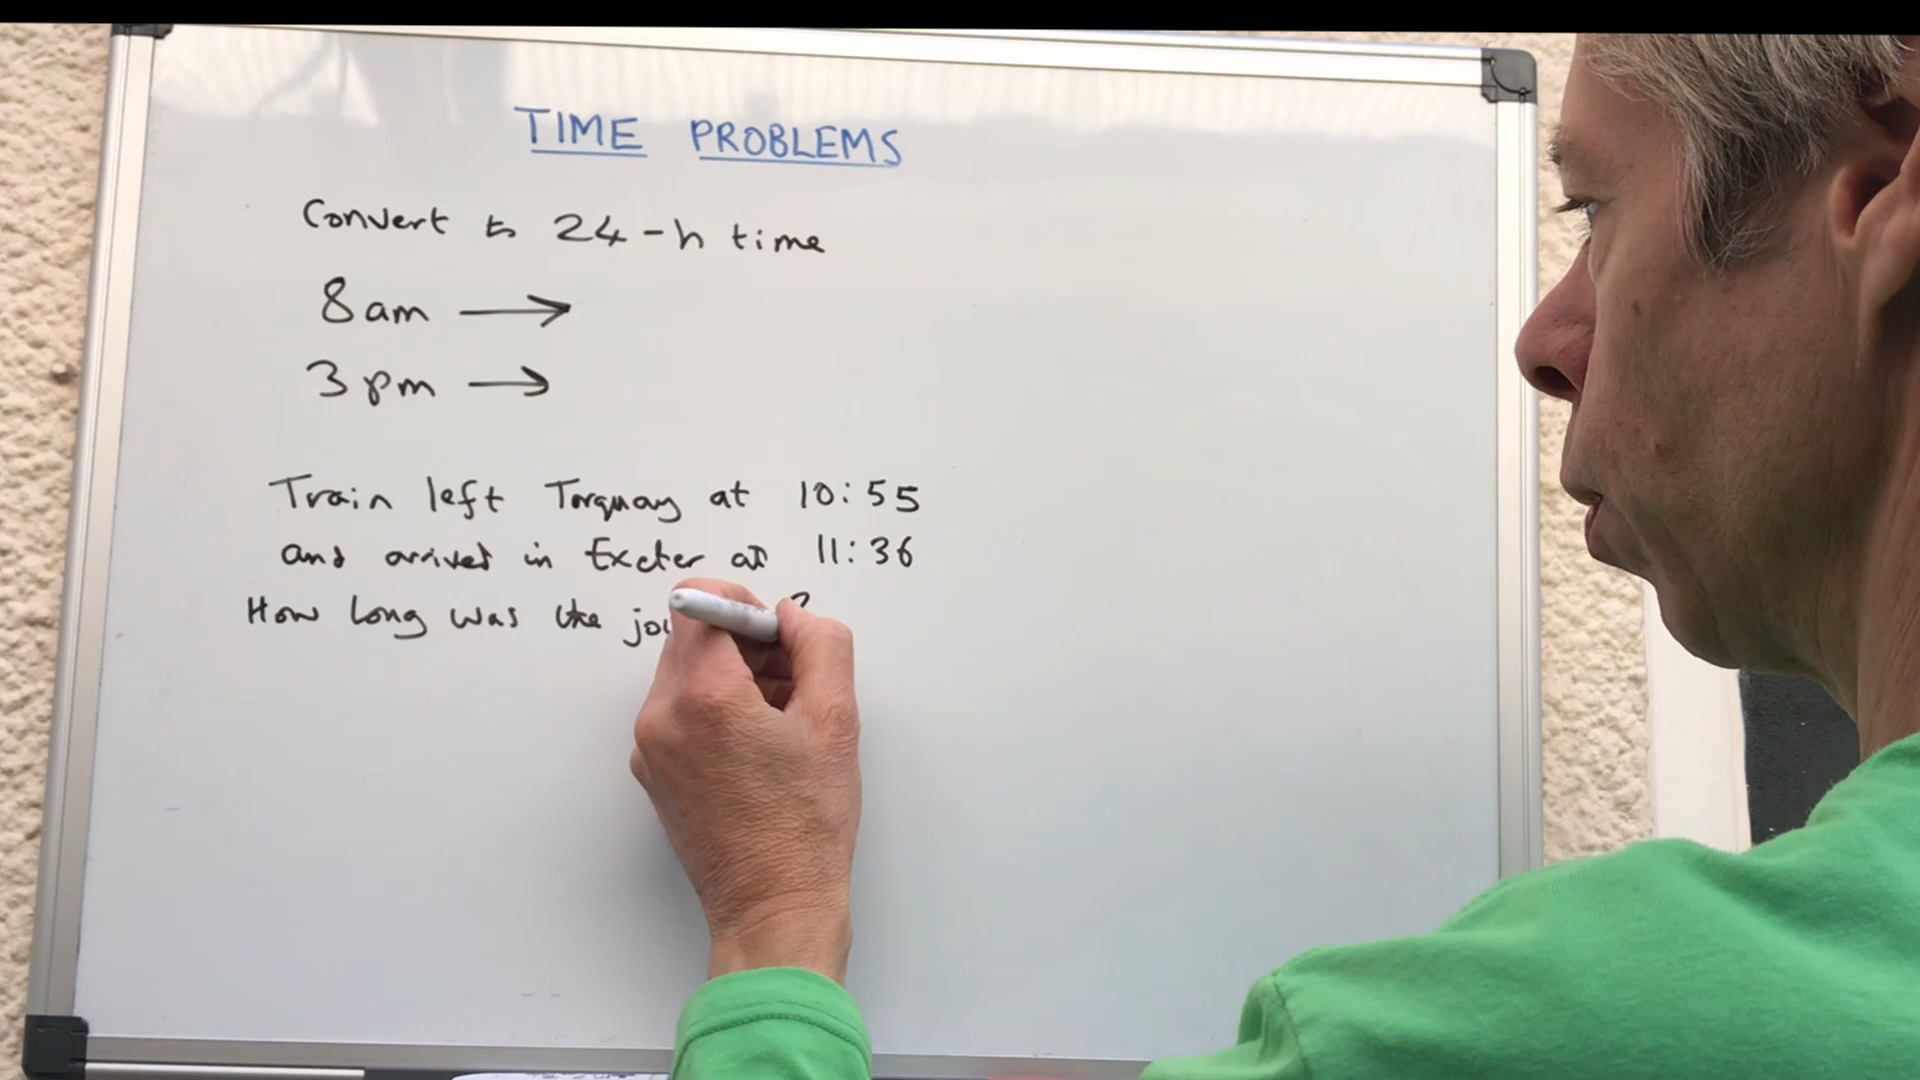 TIME PROBLEMS
Convert to 24-h time
8am →
3pm →
Train left Torquay at 10:55
and arrived in Exeter at 11:36
How long was the ?